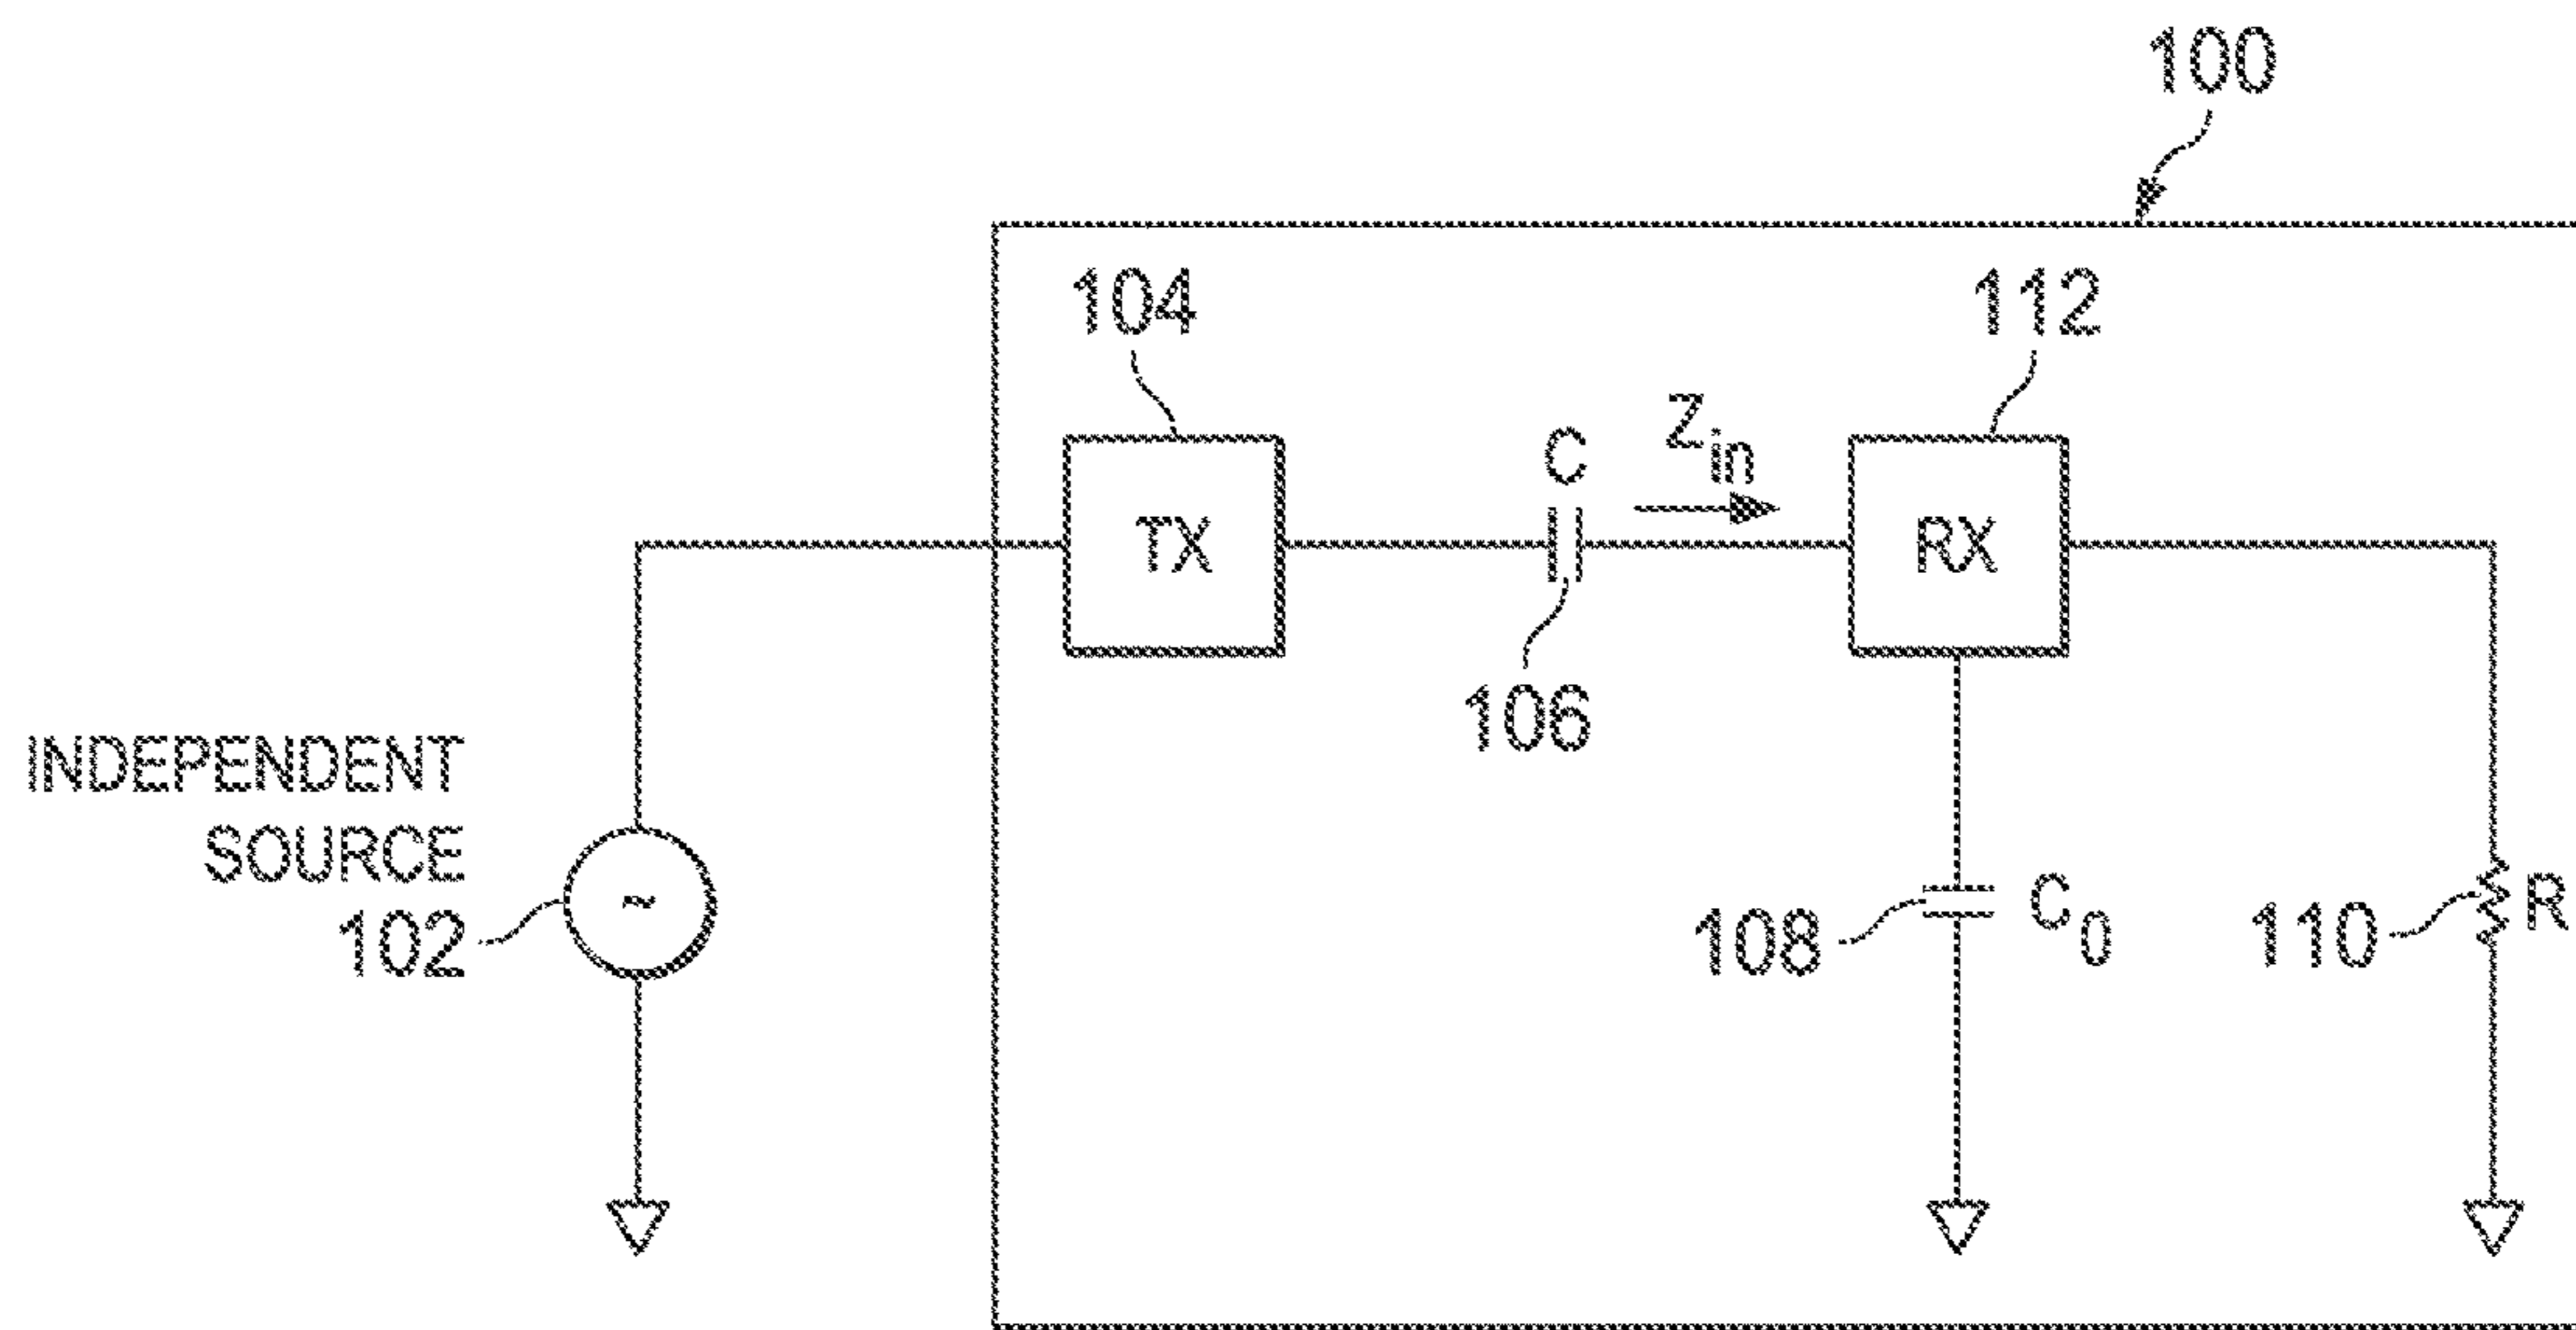 100
104
112
C
Zin
TX
RX
106
INDEPENDENT
SOURCE
102
108
C0
110
R